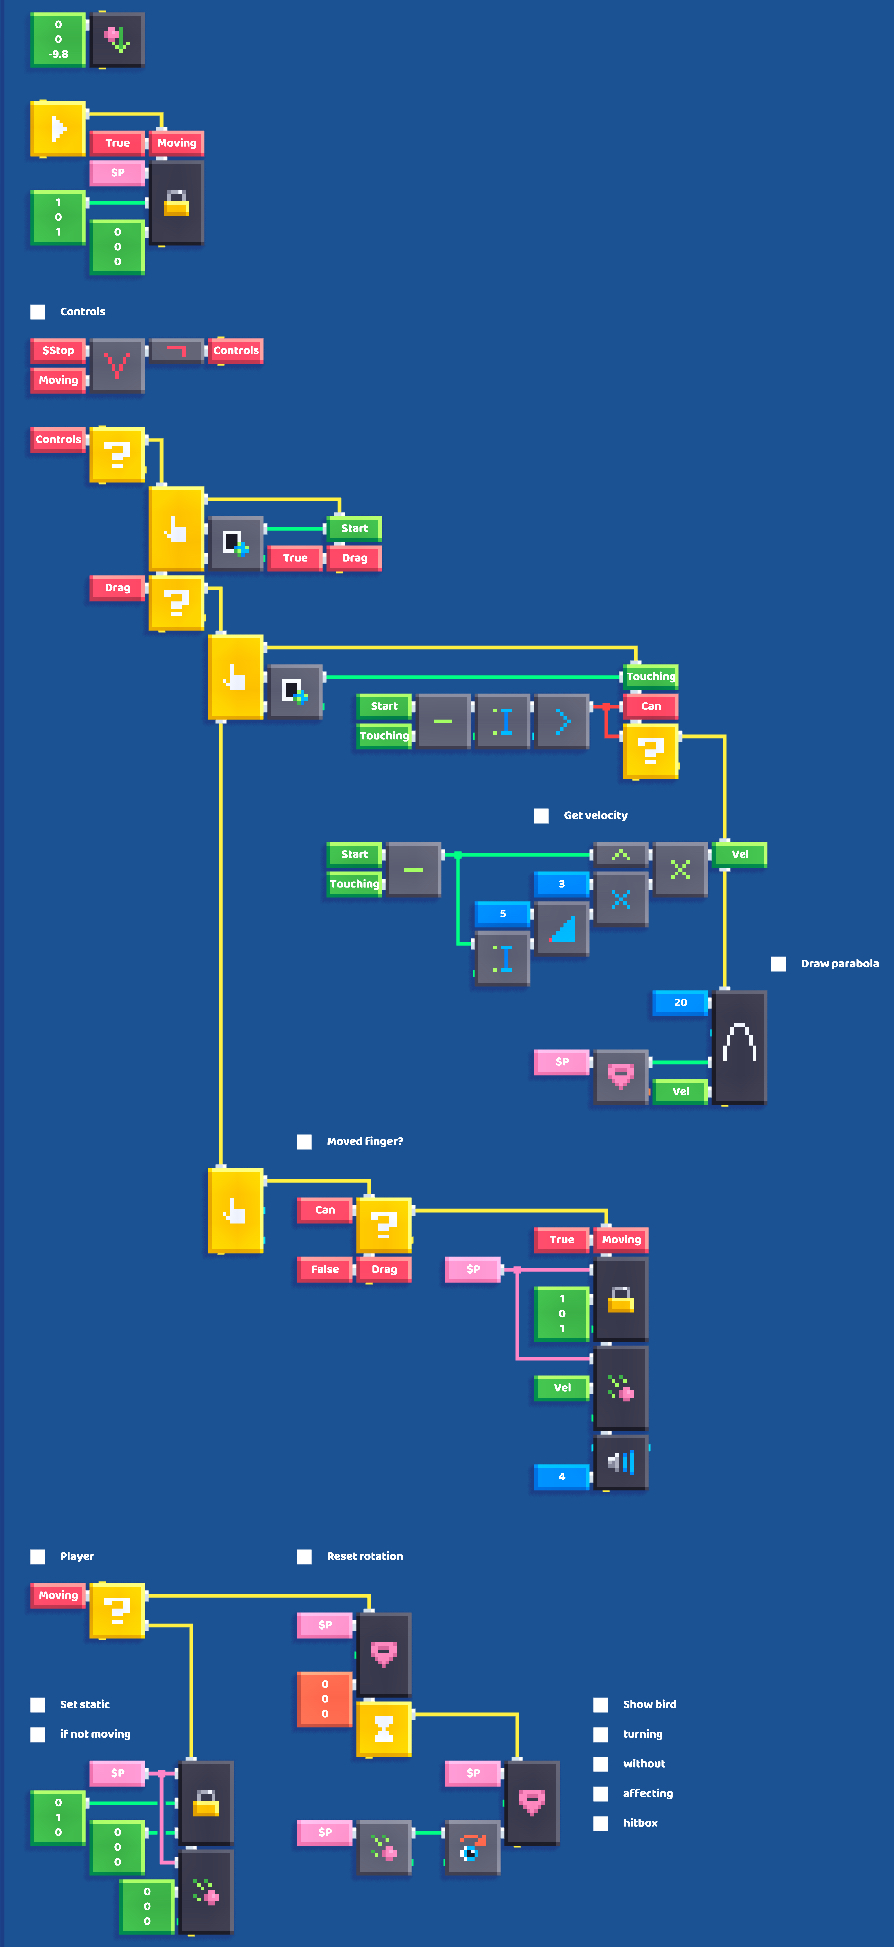 0
0
-9.8
True
Moving
$P
1
0
1
0
0
0
Controls
$Stop
Moving
Controls
Controls
Start
True
Drag
Drag
Touching
Start
Can
Touching
Get velocity
Start
Vel
Touching
3
5
Draw parabola
20
$P
Vel
Moved finger?
Can
True
Moving
False
Drag
$P
1
0
1
Vel
4
Player
Reset rotation
Moving
$P
0
0
0
Set static
if not moving
Show bird
turning
without
affecting
hitbox
$P
0
1
0
0
0
0
0
0
0
$P
$P